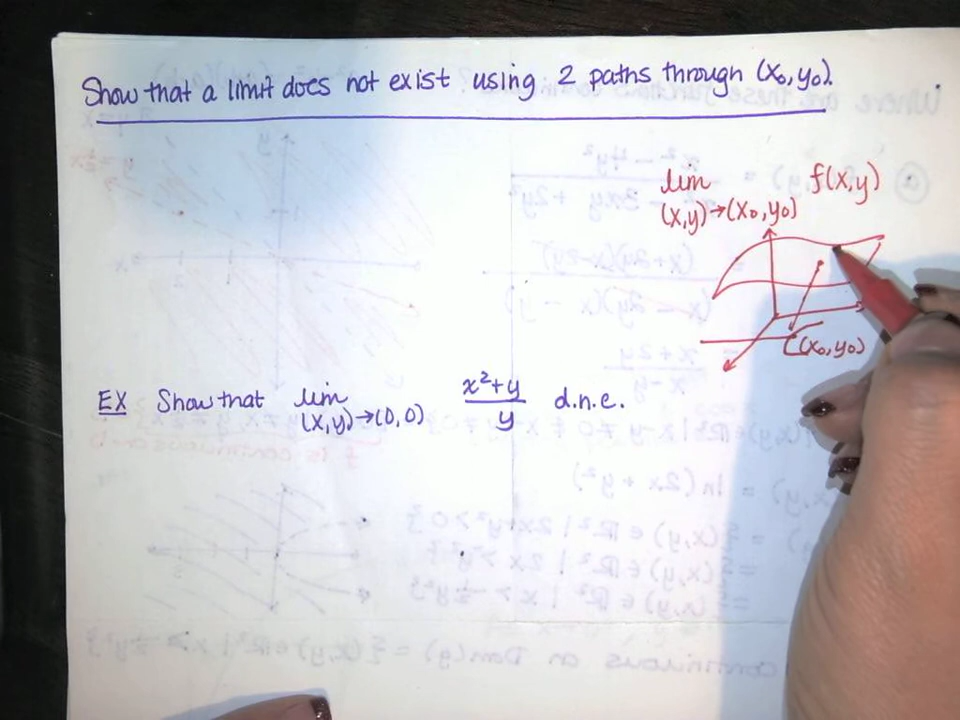 Show that a limit does not exist using 2 paths through (x₀,y₀).
lim f(x,y)
(x,y)→(x₀,y₀)
(x₀,y₀)
EX Show that lim x²+y / y d.n.e.
(x,y)→(0,0)